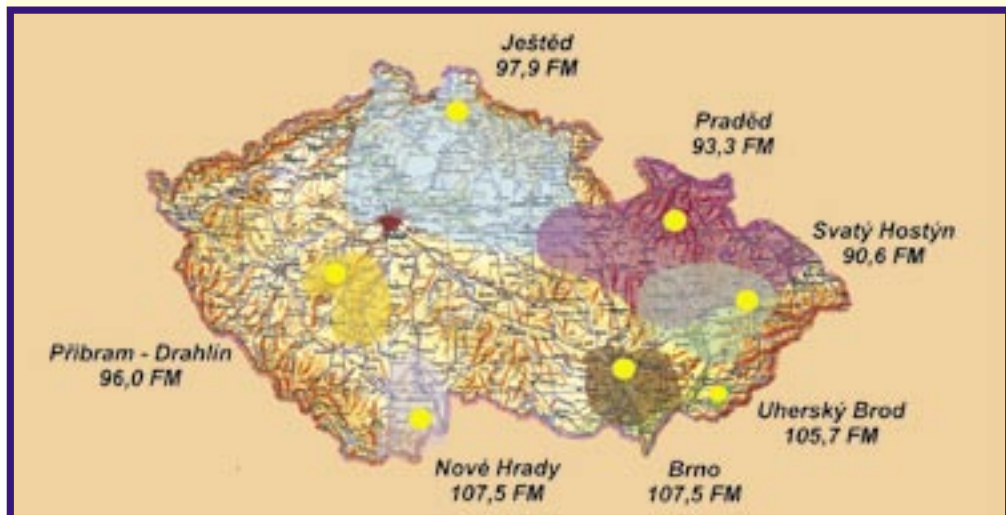 Ještěd
97,9 FM
Praděd
93,3 FM
Svatý Hostýn
90,6 FM
Příbram - Drahlín
96,0 FM
Uherský Brod
105,7 FM
Nové Hrady
107,5 FM
Brno
107,5 FM